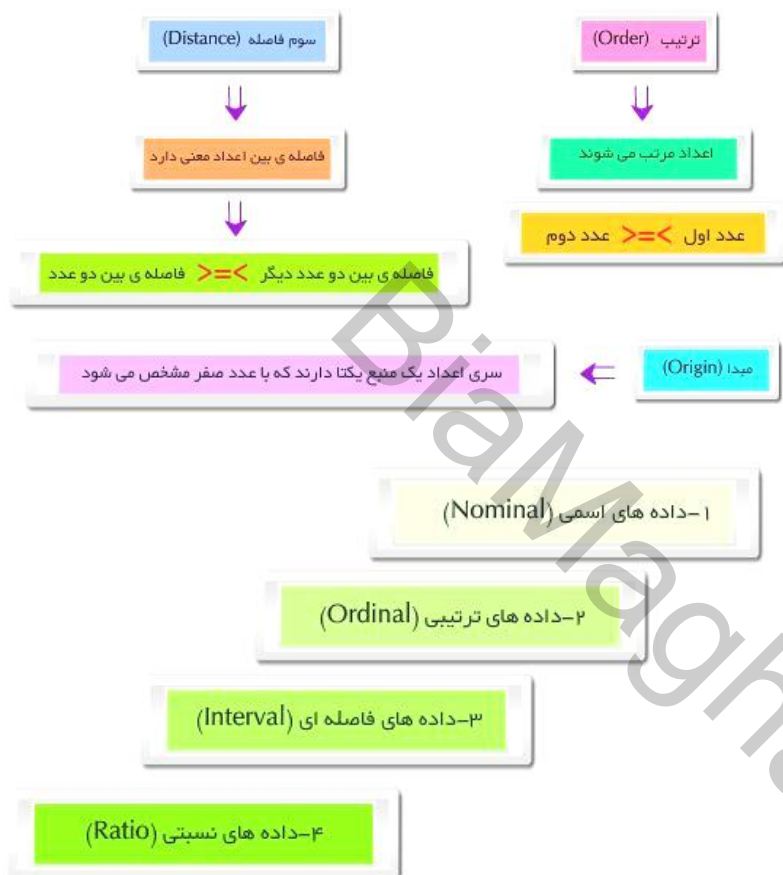 ترتیب (Order)
سوم فاصله (Distance)
اعداد مرتب می شوند
فاصله ی بین اعداد معنی دارد
عدد اول >=< عدد دوم
فاصله ی بین دو عدد دیگر >=< فاصله ی بین دو عدد
مبدا (Origin)
سری اعداد یک منبع یکتا دارند که با عدد صفر مشخص می شود
۱-داده های اسمی (Nominal)
۲-داده های ترتیبی (Ordinal)
۳-داده های فاصله ای (Interval)
۴-داده های نسبتی (Ratio)